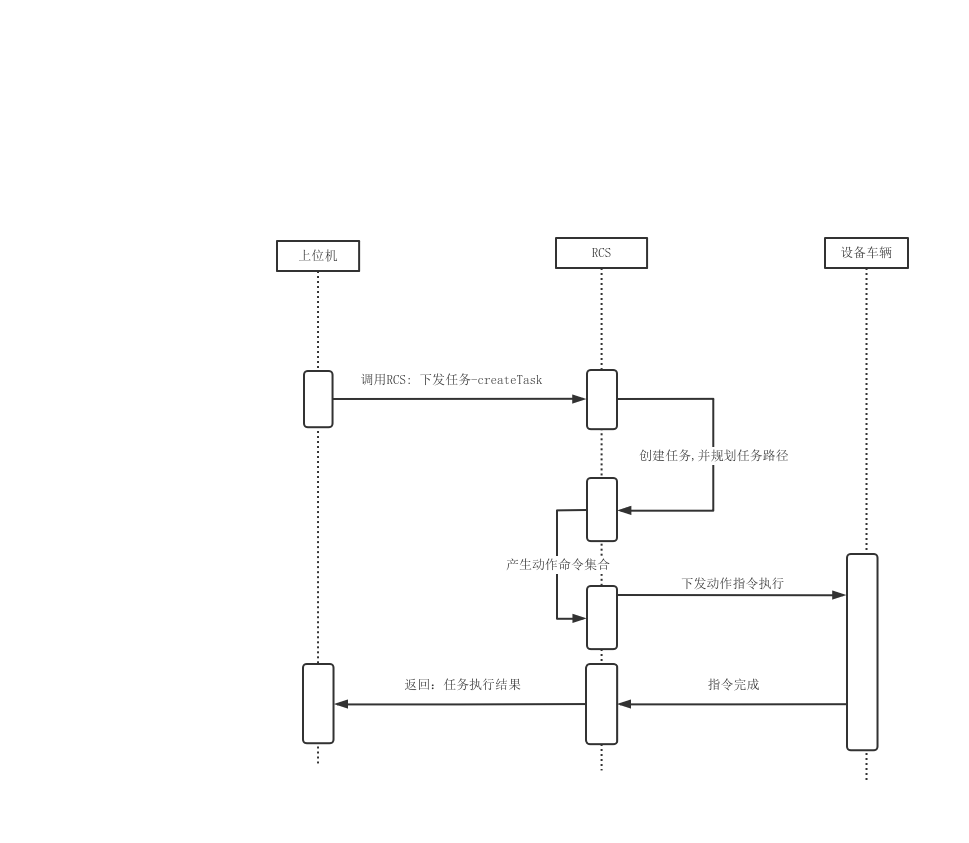 上位机
RCS
设备车辆
调用RCS: 下发任务-createTask
创建任务,并规划任务路径
产生动作命令集合
下发动作指令执行
返回: 任务执行结果
指令完成